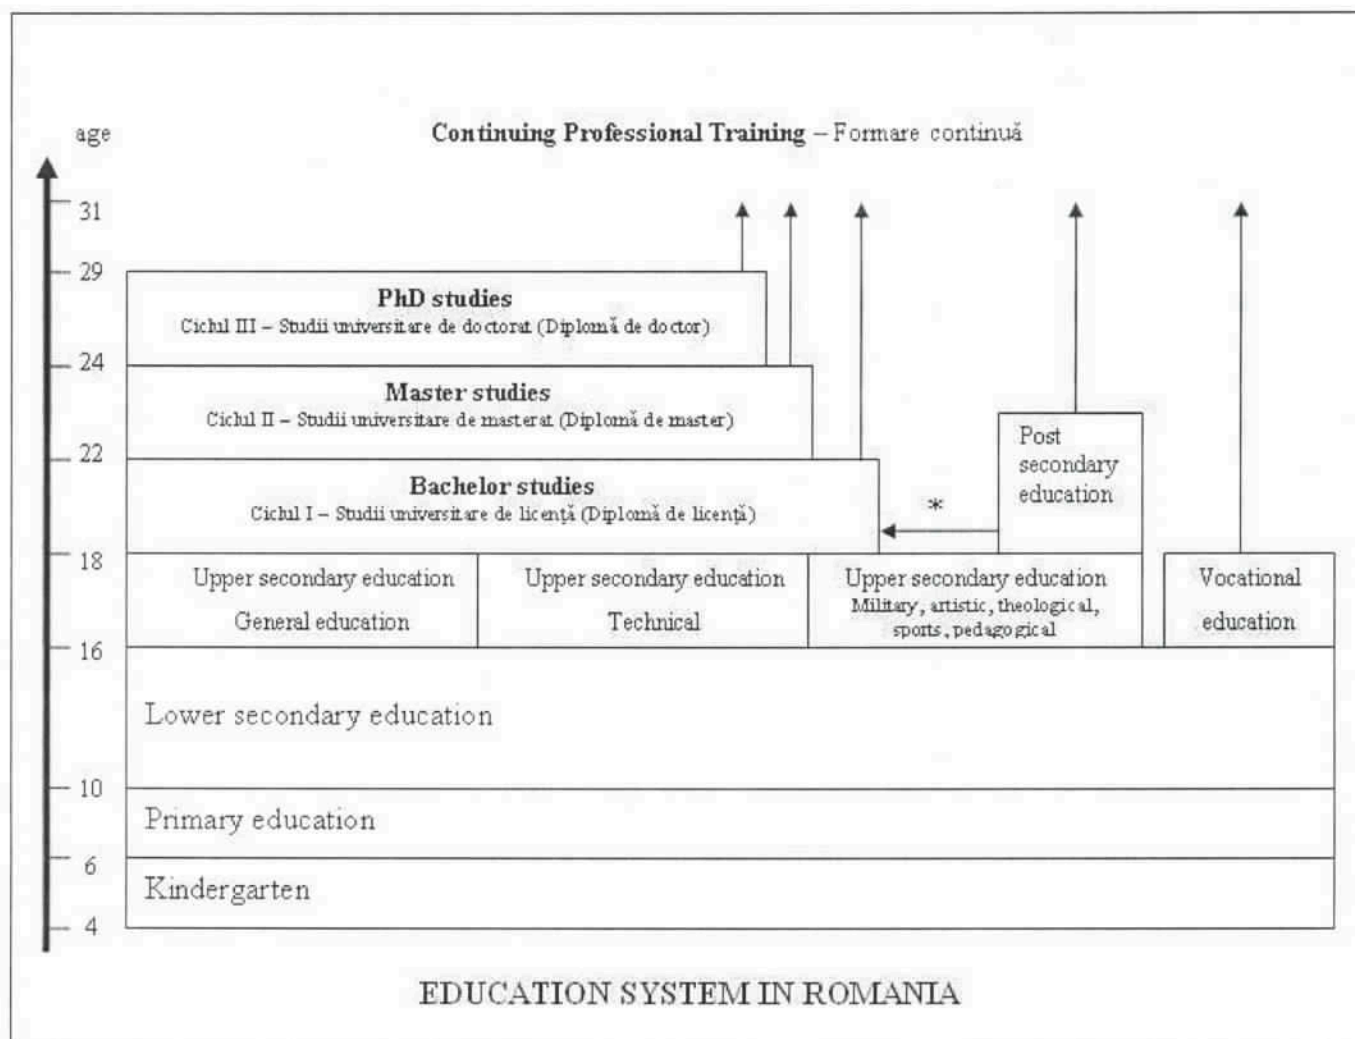 age
Continuing Professional Training – Formare continuă
31
29
PhD studies
Ciclul III – Studii universitare de doctorat (Diplomă de doctor)
24
Master studies
Ciclul II – Studii universitare de masterat (Diplomă de master)
22
Post
secondary
education
Bachelor studies
Ciclul I – Studii universitare de licență (Diplomă de licență)
*
18
Upper secondary education
General education
Upper secondary education
Technical
Upper secondary education
Military, artistic, theological,
sports, pedagogical
Vocational
education
16
Lower secondary education
10
Primary education
6
Kindergarten
4
EDUCATION SYSTEM IN ROMANIA